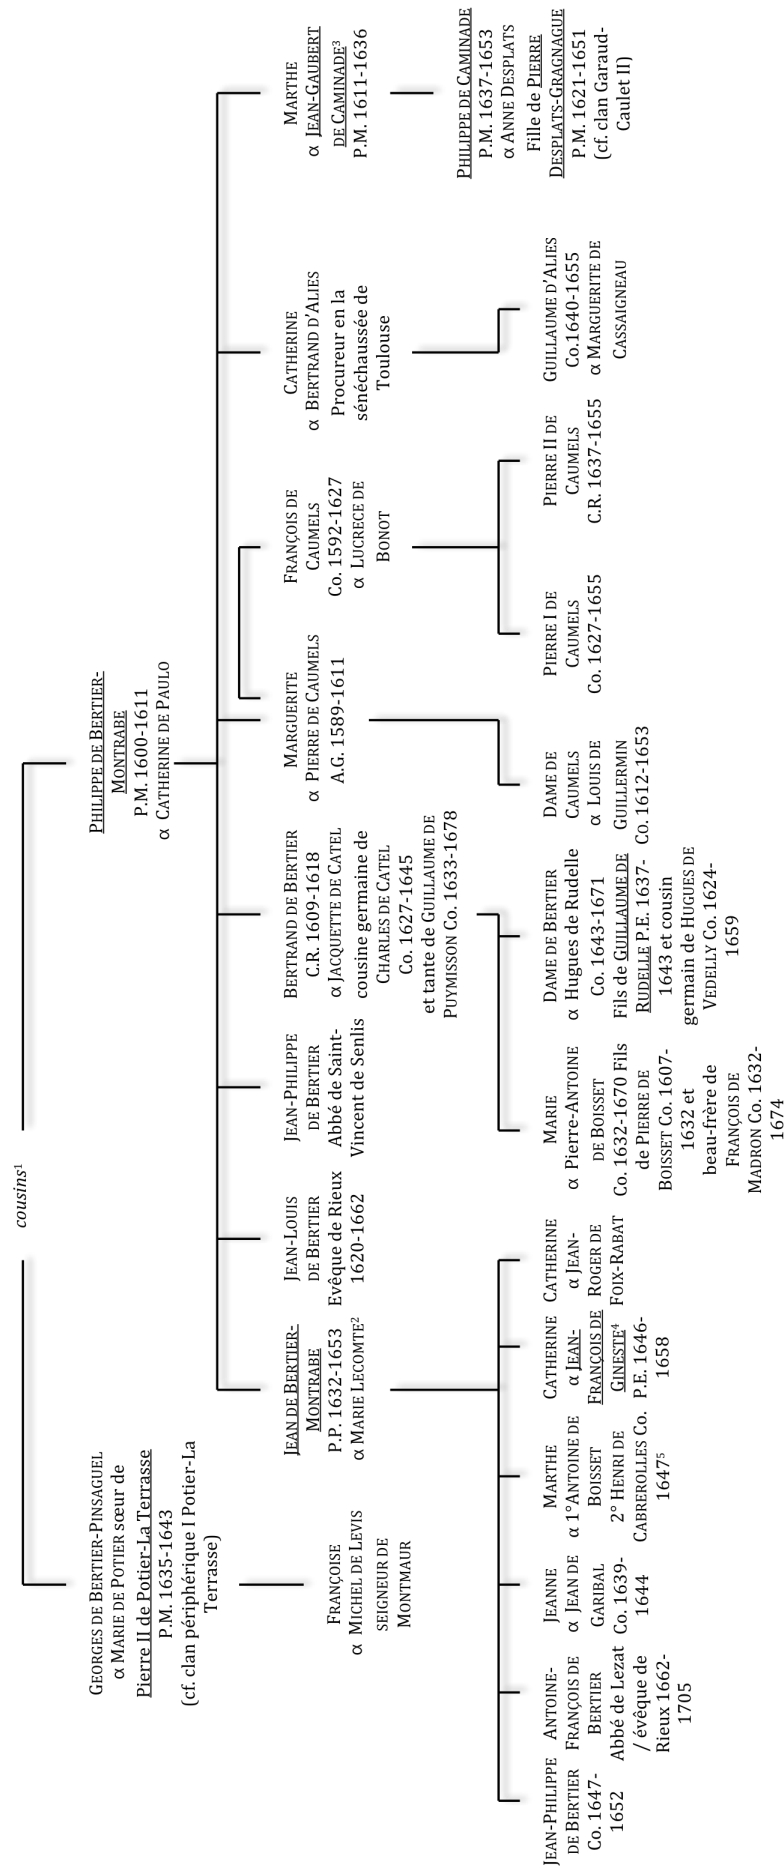 cousins¹
GEORGES DE BERTIER-PINSAGUEL
α MARIE DE POTIER sœur de
Pierre II de Potier-La Terrasse
P.M. 1635-1643
(cf. clan périphérique I Potier-La
Terrasse)
PHILIPPE DE BERTIER-
MONTRABE
P.M. 1600-1611
α CATHERINE DE PAULO
FRANÇOISE
α MICHEL DE LEVIS
SEIGNEUR DE
MONTMAUR
JEAN DE BERTIER-
MONTRABE
P.P. 1632-1653
α MARIE LECOMTE²
JEAN-LOUIS
DE BERTIER
Evêque de Rieux
1620-1662
JEAN-PHILIPPE
DE BERTIER
Abbé de Saint-
Vincent de Senlis
BERTRAND DE BERTIER
C.R. 1609-1618
α JACQUETTE DE CATEL
cousine germaine de
CHARLES DE CATEL
Co. 1627-1645
et tante de GUILLAUME DE
PUYMISSON Co. 1633-1678
MARGUERITE
α PIERRE DE CAUMELS
A.G. 1589-1611
FRANÇOIS DE
CAUMELS
Co. 1592-1627
α LUCRECE DE
BONOT
CATHERINE
α BERTRAND D'ALIES
Procureur en la
sénéchaussée de
Toulouse
MARTHE
α JEAN-GAUBERT
DE CAMINADE³
P.M. 1611-1636
JEAN-PHILIPPE
DE BERTIER
Co. 1647-
1652
ANTOINE-
FRANÇOIS DE
BERTIER
Abbé de Lezat
/ évêque de
Rieux 1662-
1705
JEANNE
α JEAN DE
GARIBAL
Co. 1639-
1644
MARTHE
α 1°ANTOINE DE
BOISSET
2° HENRI DE
CABREROLLES Co.
1647⁵
CATHERINE
α JEAN-
FRANÇOIS DE
GINESTE⁴
P.E. 1646-
1658
CATHERINE
α JEAN-
ROGER DE
FOIX-RABAT
MARIE
α Pierre-ANTOINE
DE BOISSET
Co. 1632-1670 Fils
de PIERRE DE
BOISSET Co. 1607-
1632 et
beau-frère de
FRANÇOIS DE
MADRON Co. 1632-
1674
DAME DE BERTIER
α Hugues de Rudelle
Co. 1643-1671
Fils de GUILLAUME DE
RUDELLE P.E. 1637-
1643 et cousin
germain de HUGUES DE
VEDELLY Co. 1624-
1659
DAME DE
CAUMELS
α LOUIS DE
GUILLERMIN
Co. 1612-1653
PIERRE I DE
CAUMELS
Co. 1627-1655
PIERRE II DE
CAUMELS
C.R. 1637-1655
GUILLAUME D'ALIES
Co.1640-1655
α MARGUERITE DE
CASSAIGNEAU
PHILIPPE DE CAMINADE
P.M. 1637-1653
α ANNE DESPLATS
Fille de PIERRE
DESPLATS-GRAGNAGUE
P.M. 1621-1651
(cf. clan Garaud-
Caulet II)